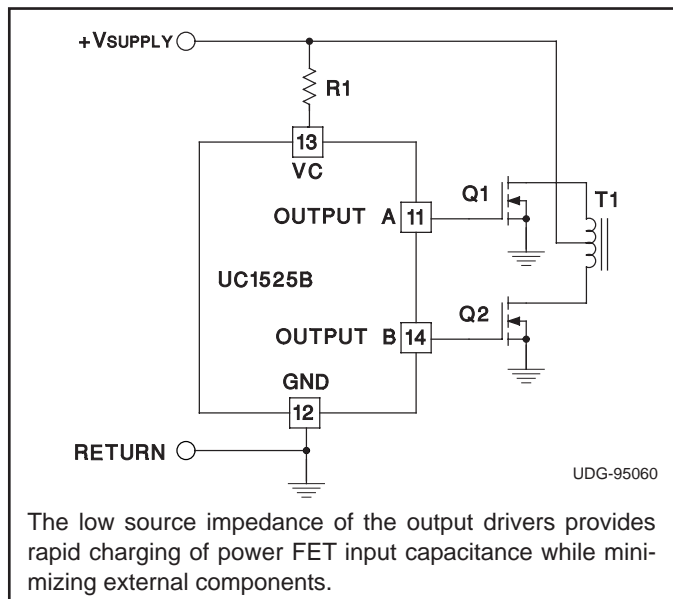 +VSUPPLY
R1
13
VC
OUTPUT A 11
Q1
T1
UC1525B
OUTPUT B 14
Q2
GND
12
RETURN
UDG-95060
The low source impedance of the output drivers provides
rapid charging of power FET input capacitance while mini-
mizing external components.